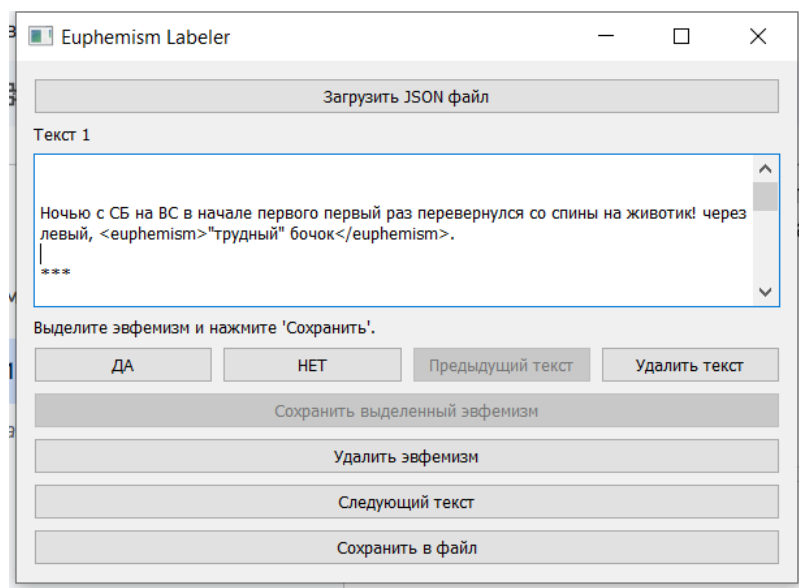 Euphemism Labeler
Загрузить JSON файл
Текст 1
Ночью с СБ на ВС в начале первого первый раз перевернулся со спины на животик! через
левый, <euphemism>"трудный" бочок</euphemism>.
***
Выделите эвфемизм и нажмите 'Сохранить'.
ДА НЕТ Предыдущий текст Удалить текст
Сохранить выделенный эвфемизм
Удалить эвфемизм
Следующий текст
Сохранить в файл